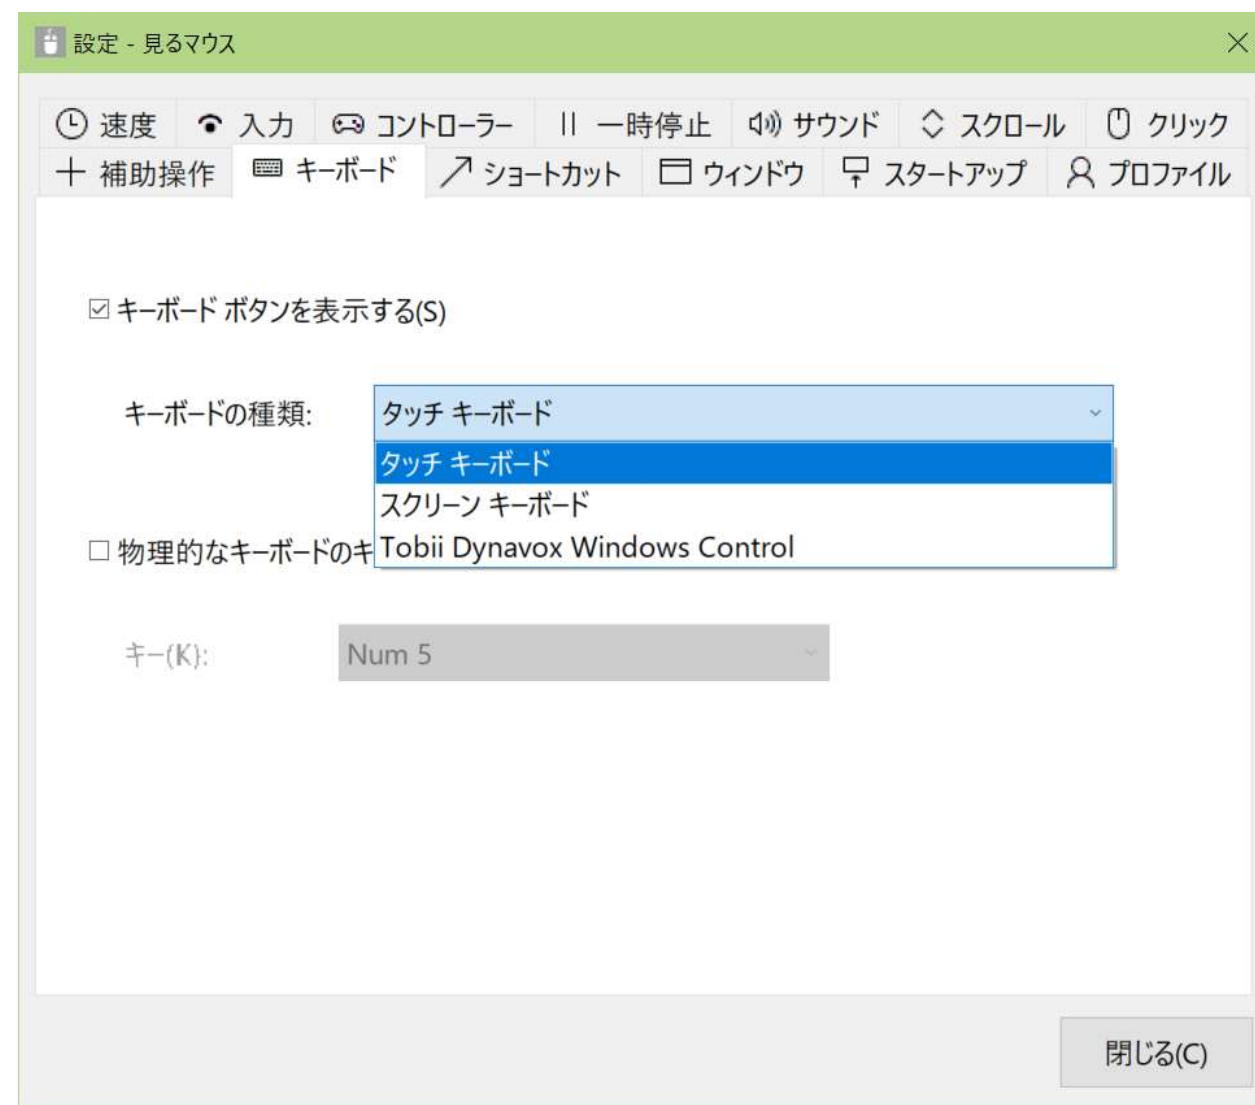 設定 - 見るマウス
速度 入力 コントローラー 一時停止 サウンド スクロール クリック
補助操作 キーボード ショートカット ウィンドウ スタートアップ プロファイル
キーボード ボタンを表示する(S)
キーボードの種類: タッチ キーボード
タッチ キーボード
スクリーン キーボード
物理的なキーボードのキ Tobii Dynavox Windows Control
キー(K): Num 5
閉じる(C)